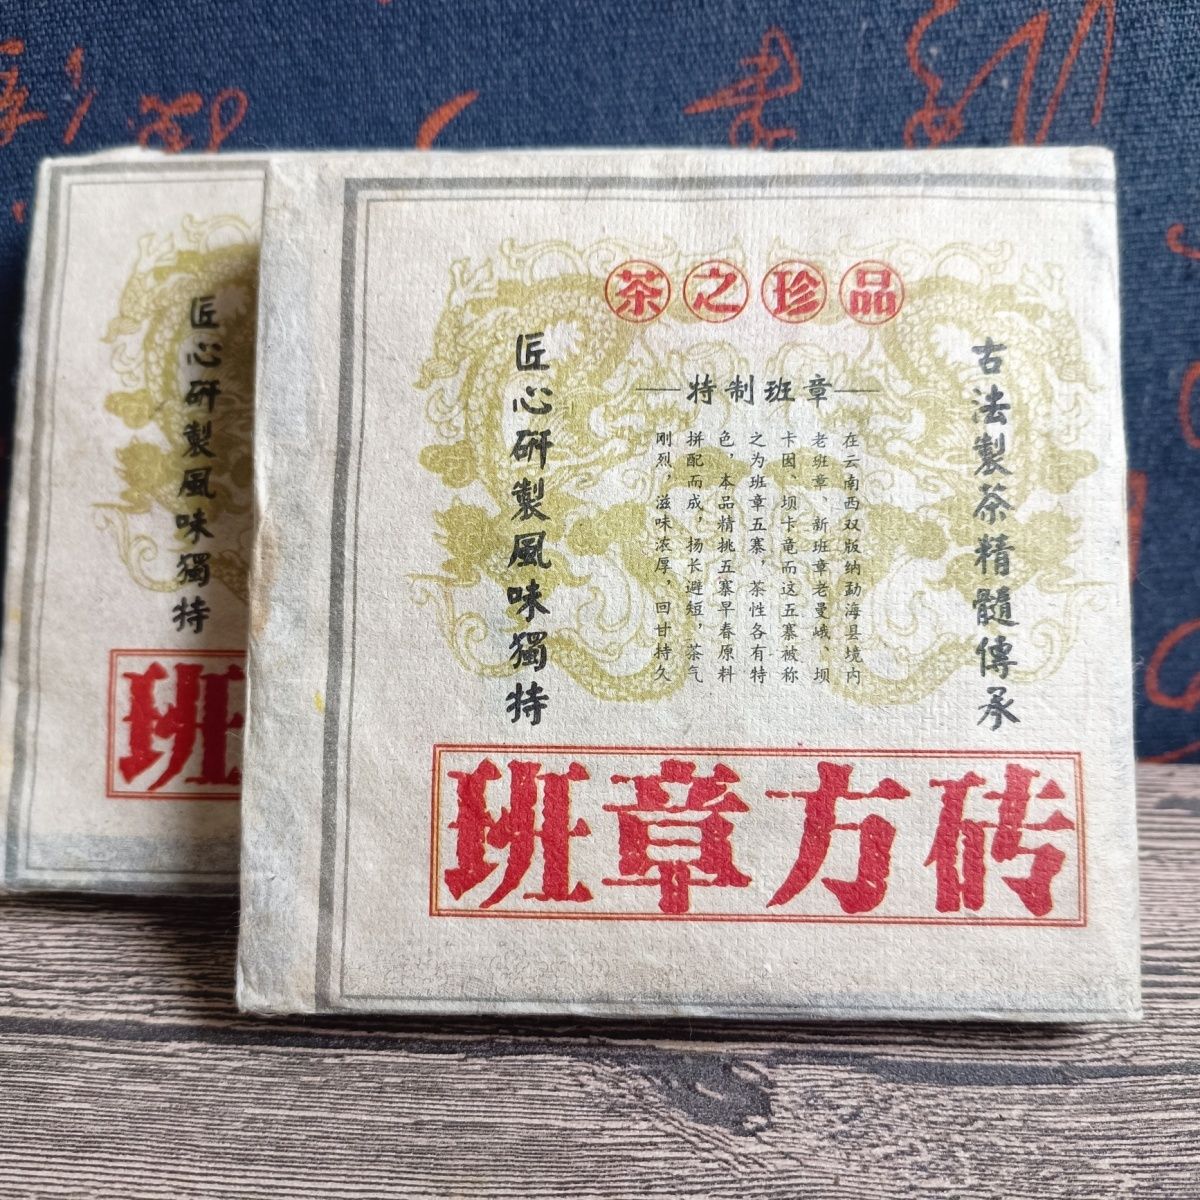 茶之珍品
特制班章
古法製茶精髓傳承
在云南西双版纳勐海县境内
老班章、新班章老曼峨、坝
卡囡、坝卡竜而这五寨被称
之为班章五寨，茶性各有特
色，本品精挑五寨早春原料
拼配而成，扬长避短，茶气
刚烈，滋味浓厚，回甘持久
匠心研製風味獨特
班章方砖
匠心研製風味獨特
班